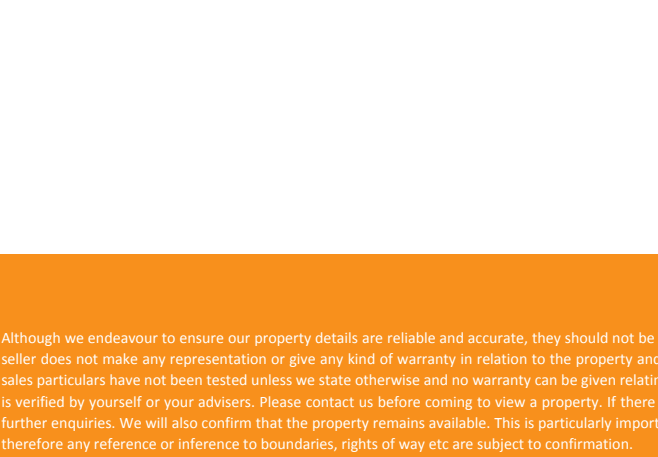 Although we endeavour to ensure our property details are reliable and accurate, they should not be
seller does not make any representation or give any kind of warranty in relation to the property and
sales particulars have not been tested unless we state otherwise and no warranty can be given
is verified by yourself or your advisers. Please contact us before coming to view a property. If there
further enquiries. We will also confirm that the property remains available. This is particularly
therefore any reference or inference to boundaries, rights of way etc are subject to confirmation.